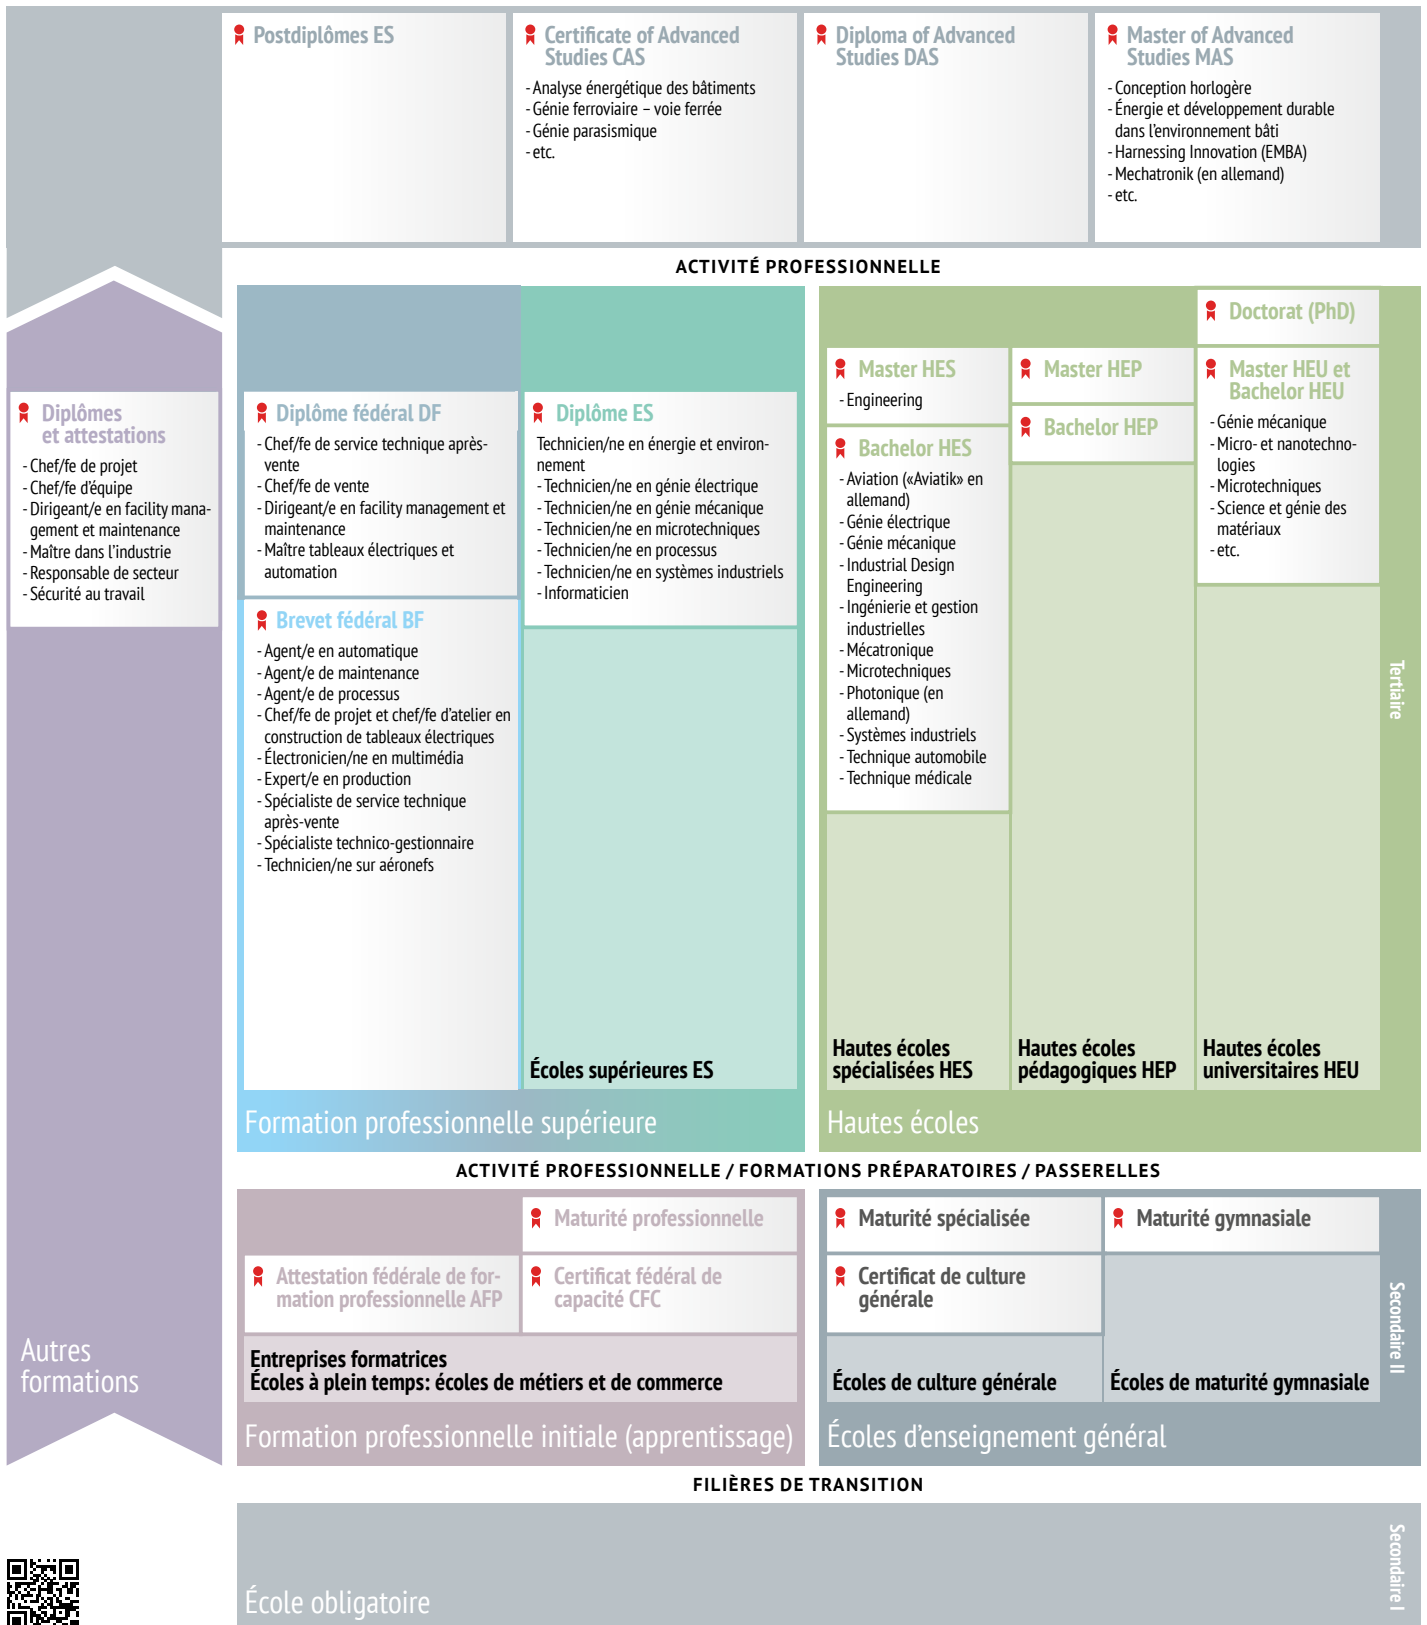 Postdiplômes ES
Certificate of Advanced
Studies CAS
- Analyse énergétique des bâtiments
- Génie ferroviaire – voie ferrée
- Génie parasismique
- etc.
Diploma of Advanced
Studies DAS
Master of Advanced
Studies MAS
- Conception horlogère
- Énergie et développement durable
dans l'environnement bâti
- Harnessing Innovation (EMBA)
- Mechatronik (en allemand)
- etc.
ACTIVITÉ PROFESSIONNELLE
Diplômes
et attestations
- Chef/fe de projet
- Chef/fe d'équipe
- Dirigeant/e en facility mana-
gement et maintenance
- Maître dans l'industrie
- Responsable de secteur
- Sécurité au travail
Diplôme fédéral DF
- Chef/fe de service technique après-
vente
- Chef/fe de vente
- Dirigeant/e en facility management et
maintenance
- Maître tableaux électriques et
automation
Brevet fédéral BF
- Agent/e en automatique
- Agent/e de maintenance
- Agent/e de processus
- Chef/fe de projet et chef/fe d'atelier en
construction de tableaux électriques
- Électronicien/ne en multimédia
- Expert/e en production
- Spécialiste de service technique
après-vente
- Spécialiste technico-gestionnaire
- Technicien/ne sur aéronefs
Diplôme ES
Technicien/ne en énergie et environ-
nement
- Technicien/ne en génie électrique
- Technicien/ne en génie mécanique
- Technicien/ne en microtechniques
- Technicien/ne en processus
- Technicien/ne en systèmes industriels
- Informaticien
Écoles supérieures ES
Formation professionnelle supérieure
Master HES
- Engineering
Bachelor HES
- Aviation («Aviatik» en
allemand)
- Génie électrique
- Génie mécanique
- Industrial Design
Engineering
- Ingénierie et gestion
industrielles
- Mécatronique
- Microtechniques
- Photonique (en
allemand)
- Systèmes industriels
- Technique automobile
- Technique médicale
Hautes écoles
spécialisées HES
Master HEP
Bachelor HEP
Hautes écoles
pédagogiques HEP
Doctorat (PhD)
Master HEU et
Bachelor HEU
- Génie mécanique
- Micro- et nanotechno-
logies
- Microtechniques
- Science et génie des
matériaux
- etc.
Hautes écoles
universitaires HEU
Hautes écoles
Tertiaire
ACTIVITÉ PROFESSIONNELLE / FORMATIONS PRÉPARATOIRES / PASSERELLES
Autres
formations
Maturité professionnelle
Attestation fédérale de for-
mation professionnelle AFP
Certificat fédéral de
capacité CFC
Entreprises formatrices
Écoles à plein temps: écoles de métiers et de commerce
Formation professionnelle initiale (apprentissage)
Maturité spécialisée
Certificat de culture
générale
Écoles de culture générale
Maturité gymnasiale
Écoles de maturité gymnasiale
Écoles d'enseignement général
Secondaire II
FILIÈRES DE TRANSITION
École obligatoire
Secondaire I